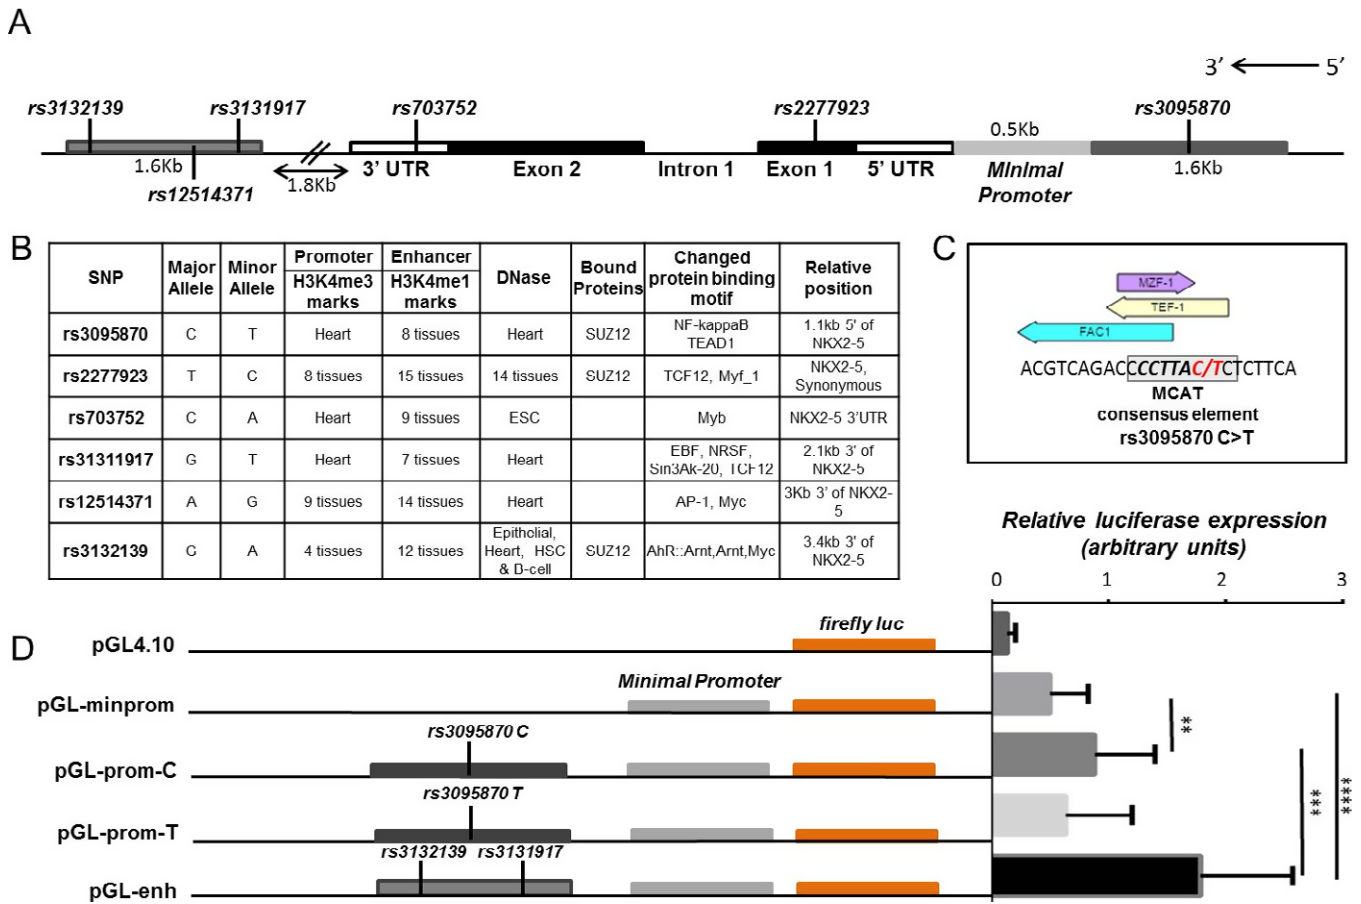 A
3' 5'
rs3132139 rs3131917 rs703752 rs2277923 rs3095870
0.5Kb
1.6Kb 1.8Kb 3' UTR Exon 2 Intron 1 Exon 1 5' UTR Minimal 1.6Kb
rs12514371 Promoter
B
SNP Major Allele Minor Allele Promoter H3K4me3 marks Enhancer H3K4me1 marks DNase Bound Proteins Changed protein binding motif Relative position
rs3095870 C T Heart 8 tissues Heart SUZ12 NF-kappaB TEAD1 1.1kb 5' of NKX2-5
rs2277923 T C 8 tissues 15 tissues 14 tissues SUZ12 TCF12, Myf_1 NKX2-5, Synonymous
rs703752 C A Heart 9 tissues ESC Myb NKX2-5 3'UTR
rs31311917 G T Heart 7 tissues Heart EBF, NRSF, Sin3Ak-20, TCF12 2.1kb 3' of NKX2-5
rs12514371 A G 9 tissues 14 tissues Heart AP-1, Myc 3Kb 3' of NKX2-5
rs3132139 C A 4 tissues 12 tissues Epitholial, Heart, HSC & D-cell SUZ12 AhR::Arnt,Arnt,Myc 3.4kb 3' of NKX2-5
C
MZF-1
TEF-1
FAC1
ACGTCAGACCCCTTAC/TCTCTTCA
MCAT
consensus element
rs3095870 C>T
D
Relative luciferase expression
(arbitrary units)
0 1 2 3
pGL4.10 firefly luc
pGL-minprom Minimal Promoter
**
***
****
rs3095870 C
pGL-prom-C
rs3095870 T
pGL-prom-T
rs3132139 rs3131917
pGL-enh